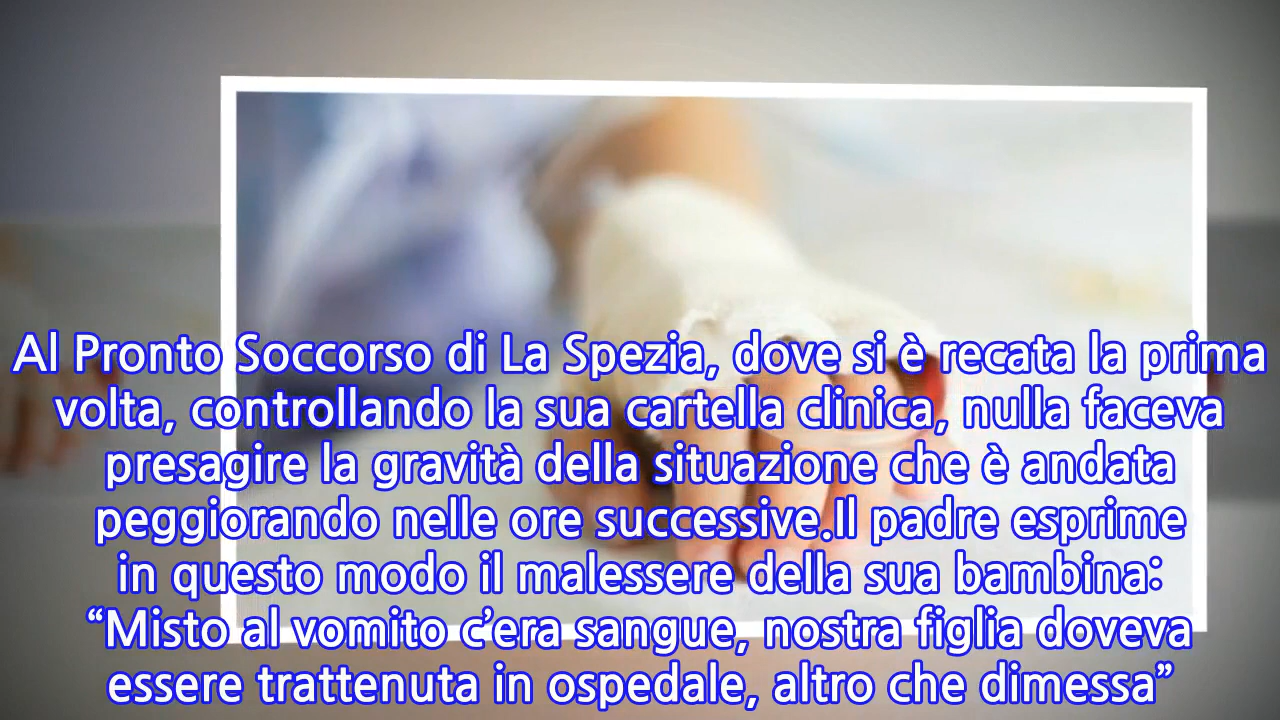 Al Pronto Soccorso di La Spezia, dove si è recata la prima
volta, controllando la sua cartella clinica, nulla faceva
presagire la gravità della situazione che è andata
peggiorando nelle ore successive.Il padre esprime
in questo modo il malessere della sua bambina:
“Misto al vomito c’era sangue, nostra figlia doveva
essere trattenuta in ospedale, altro che dimessa”